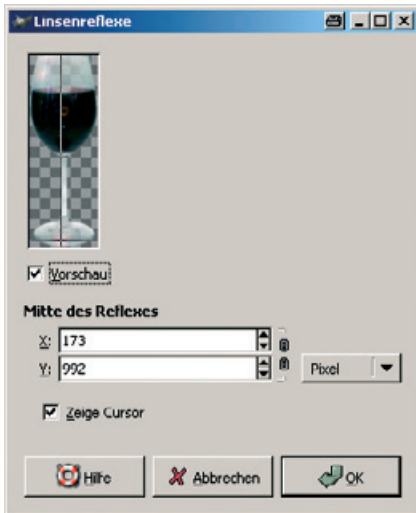 Linsenreflexe
Vorschau
Mitte des Reflexes
X: 173
Y: 992
Pixel
Zeige Cursor
Hilfe
Abbrechen
OK